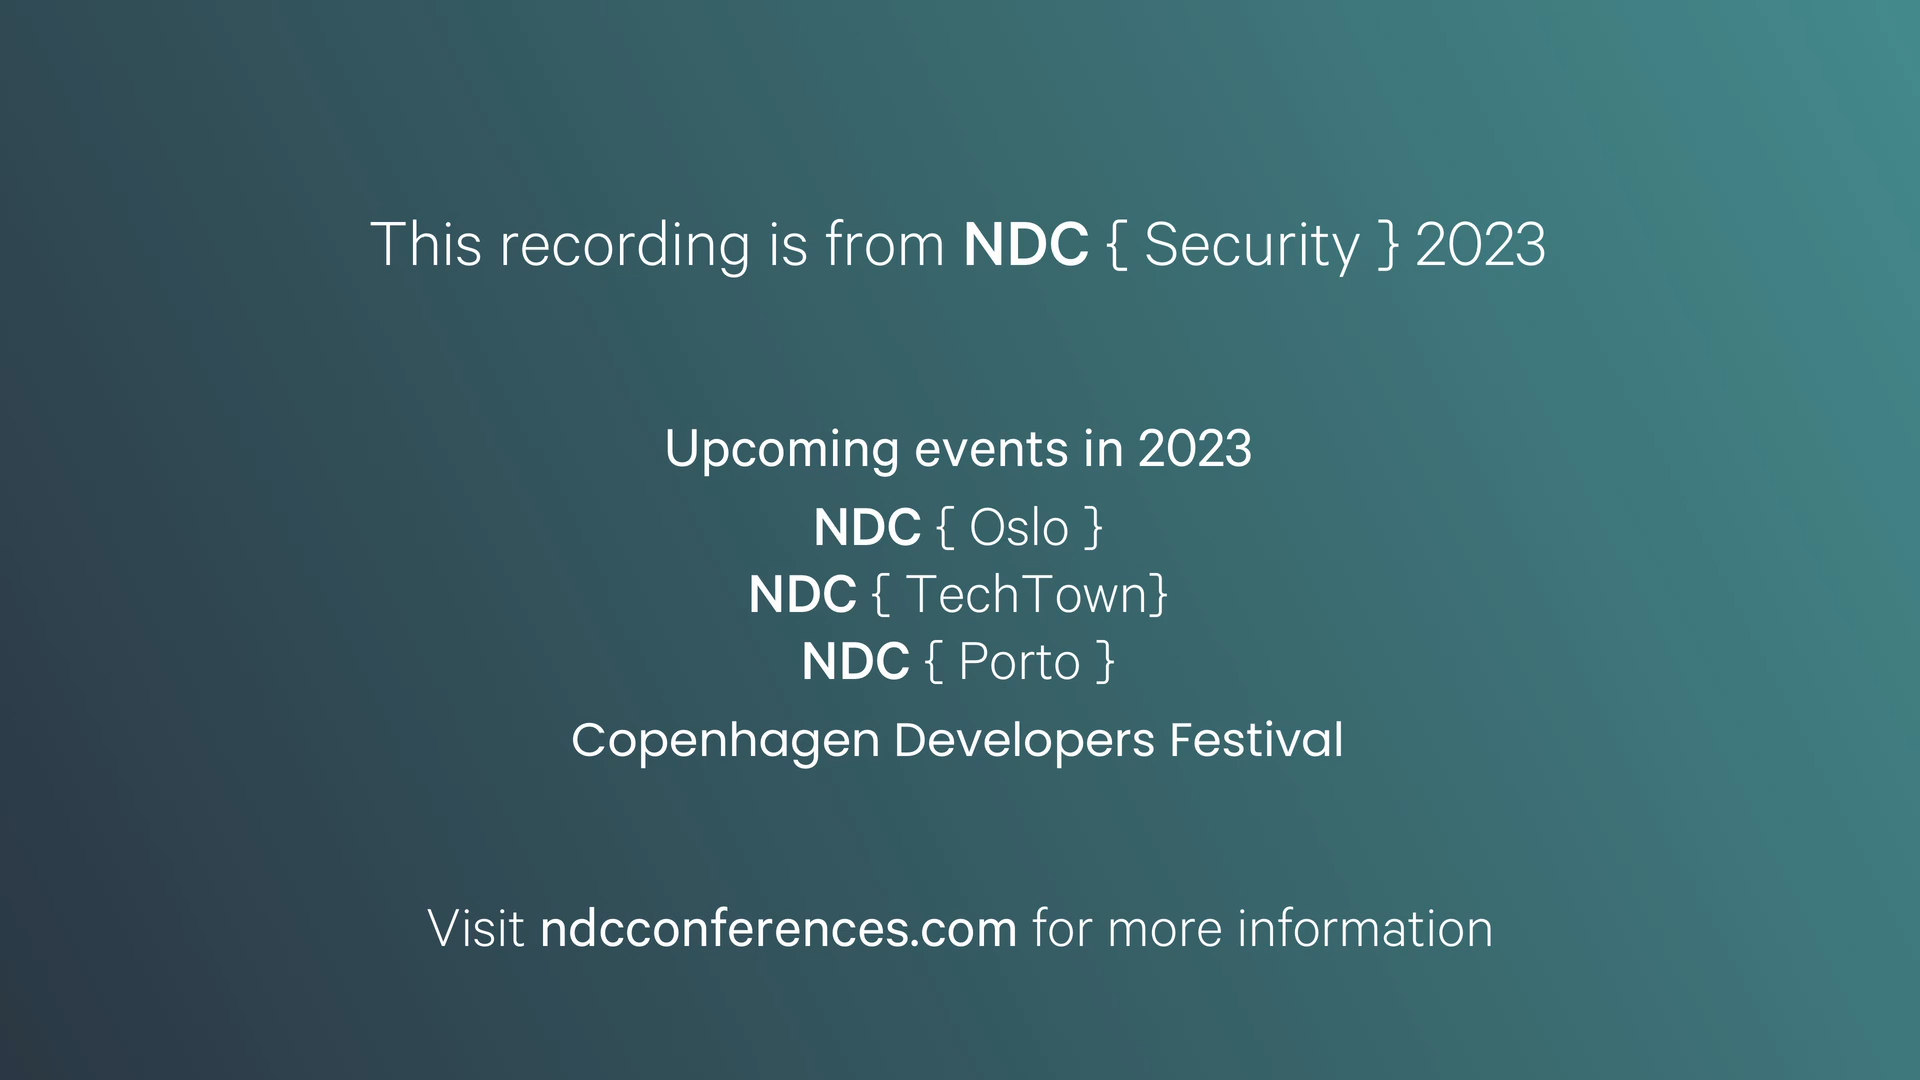 This recording is from NDC { Security } 2023
Upcoming events in 2023
NDC { Oslo }
NDC { TechTown}
NDC { Porto }
Copenhagen Developers Festival
Visit ndcconferences.com for more information